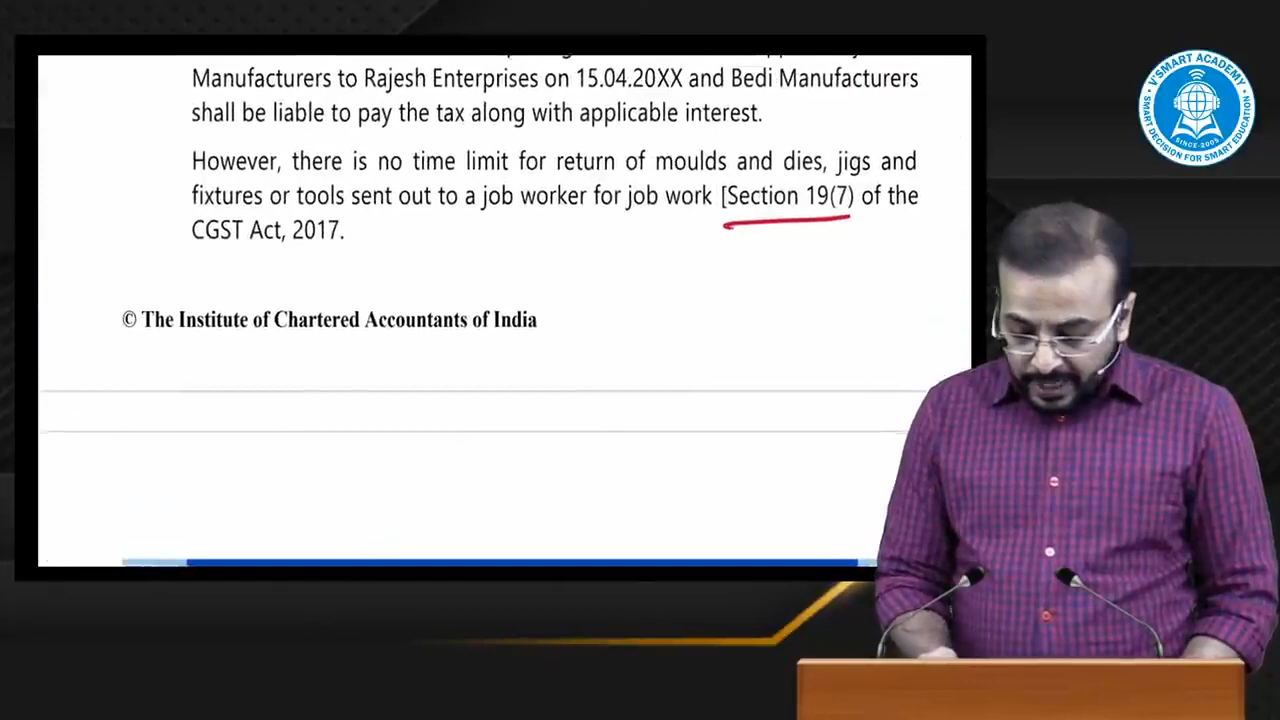 Manufacturers to Rajesh Enterprises on 15.04.20XX and Bedi Manufacturers
shall be liable to pay the tax along with applicable interest.
However, there is no time limit for return of moulds and dies, jigs and
fixtures or tools sent out to a job worker for job work [Section 19(7) of the
CGST Act, 2017.
© The Institute of Chartered Accountants of India
V'SMART ACADEMY
SINCE-2005
SMART DECISION FOR SMART EDUCATION